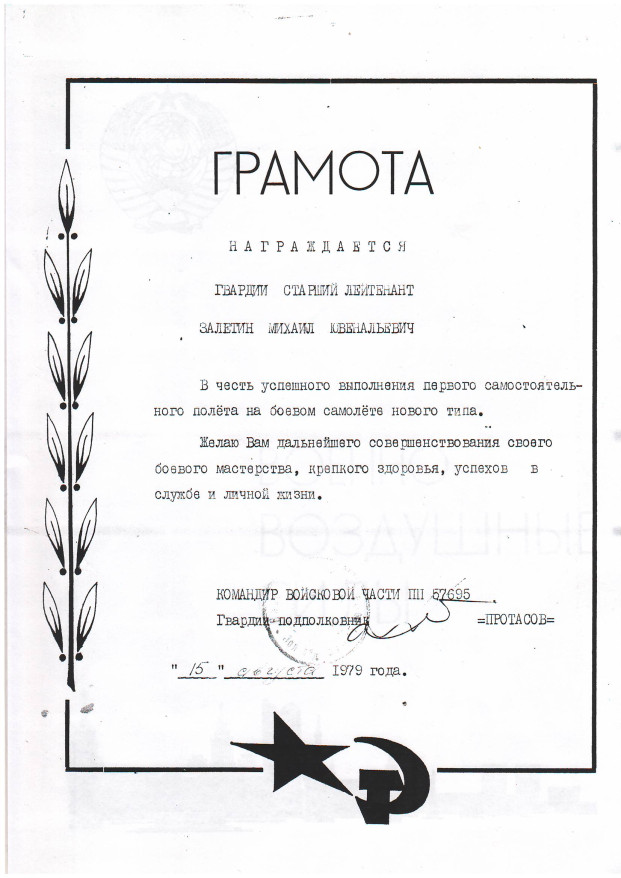 ГРАМОТА
НАГРАЖДАЕТСЯ
ГВАРДИИ СТАРШИЙ ЛЕЙТЕНАНТ
ЗАЛЕТИН МИХАИЛ ЮВЕНАЛЬЕВИЧ
В честь успешного выполнения первого самостоятель-
ного полёта на боевом самолёте нового типа.
Желаю Вам дальнейшего совершенствования своего
боевого мастерства, крепкого здоровья, успехов в
службе и личной жизни.
КОМАНДИР ВОЙСКОВОЙ ЧАСТИ ПП 57695
Гвардии подполковник =ПРОТАСОВ=
" 15 " августа 1979 года.